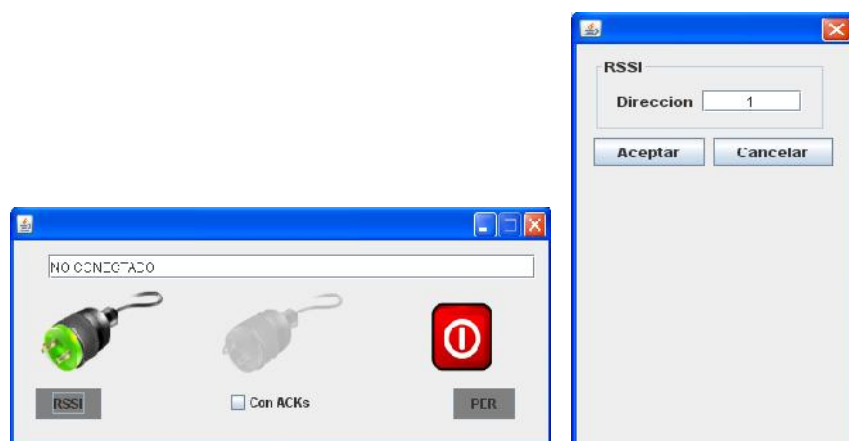 RSSI
Direccion 1
Aceptar Cancelar
NO CONECTADO
RSSI Con ACKs PER